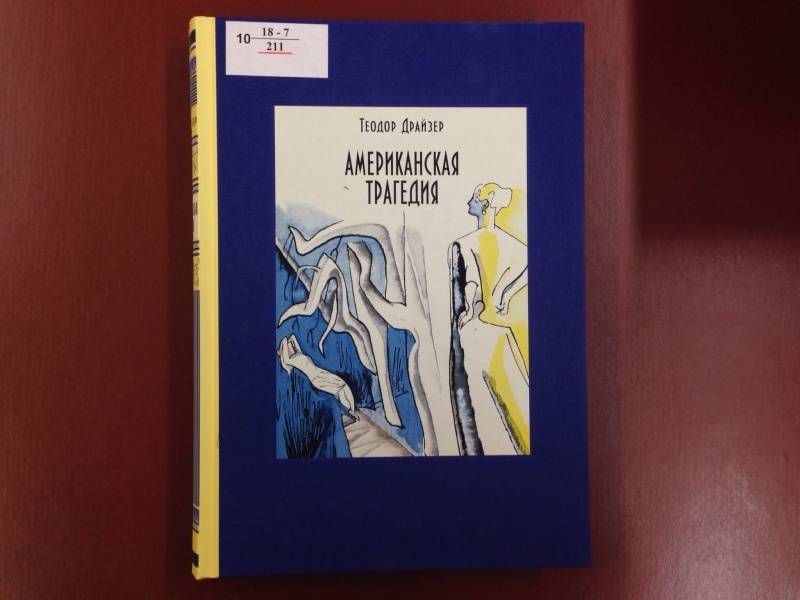 10 18 - 7
211
Теодор Драйзер
АМЕРИКАНСКАЯ
ТРАГЕДИЯ